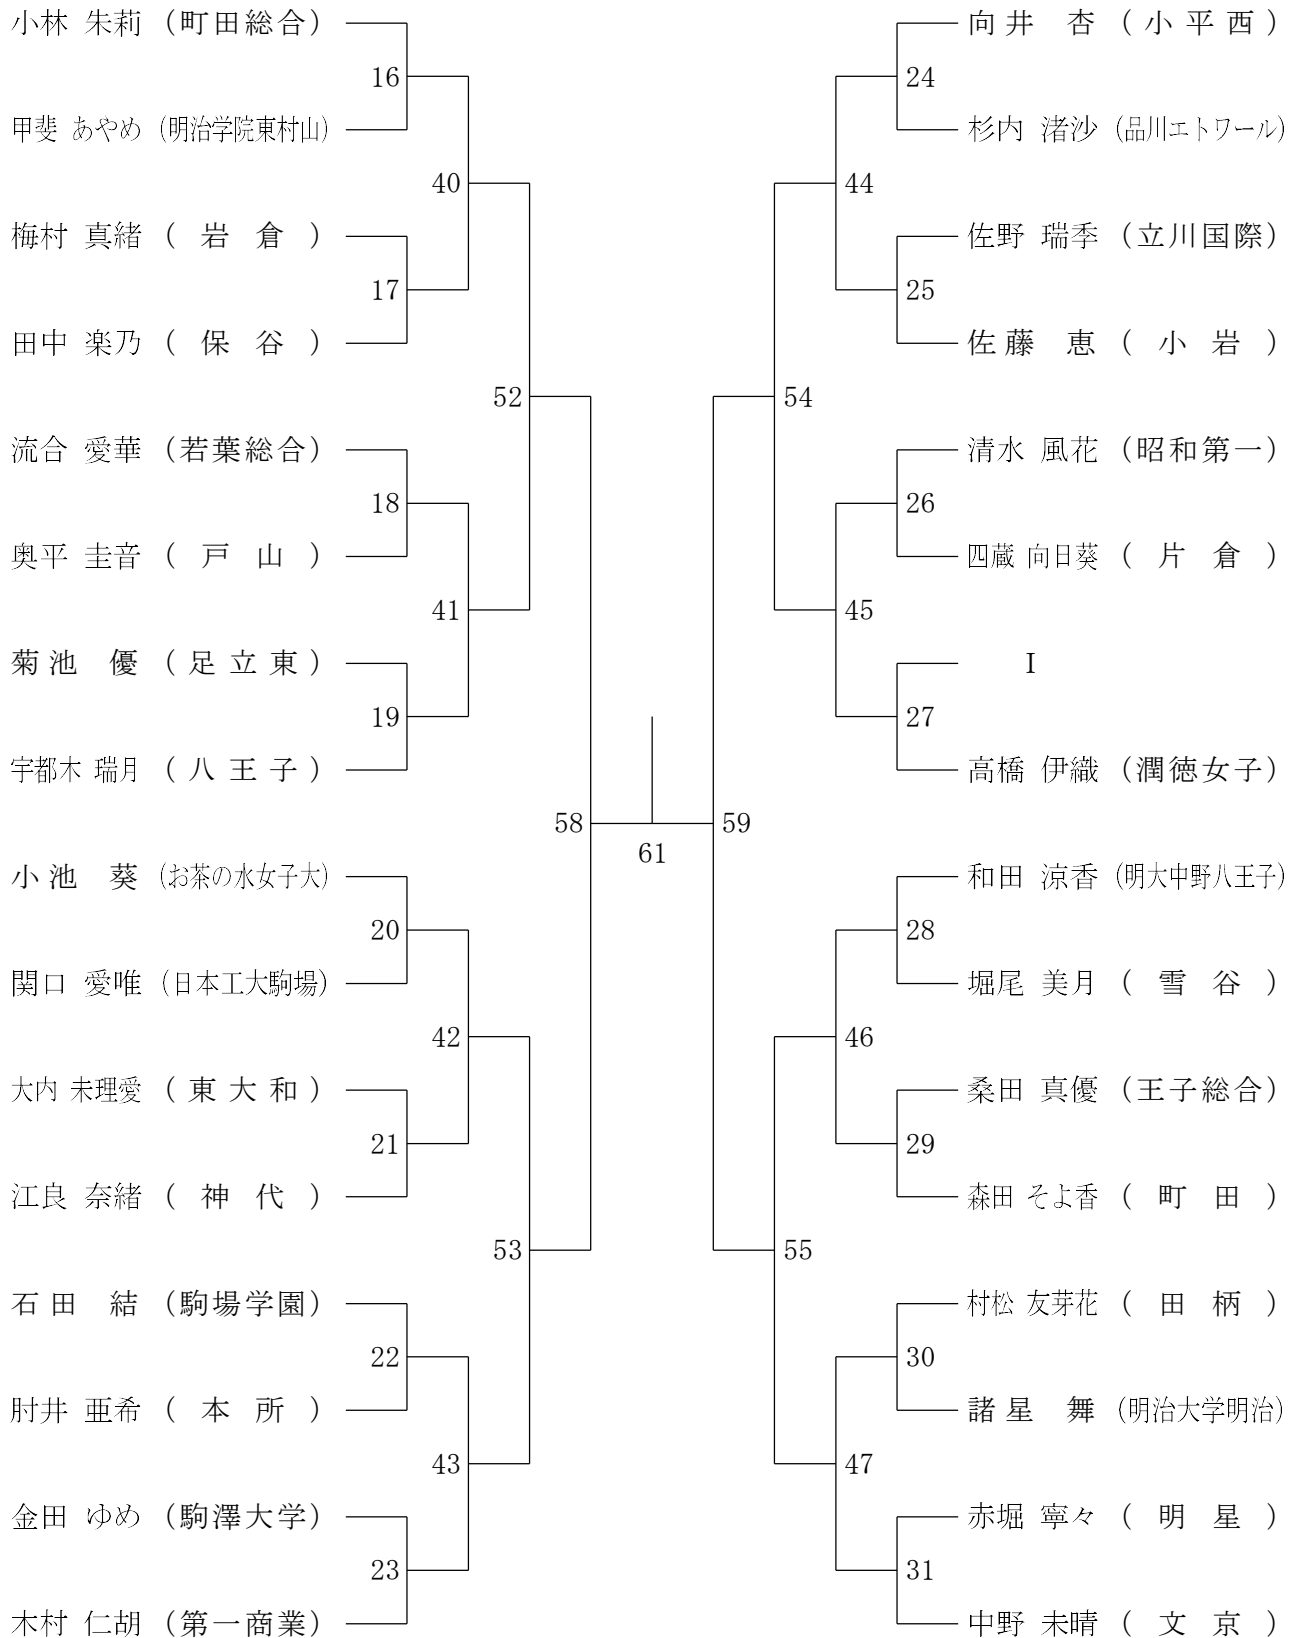 小林 朱莉 (町田総合)
16
甲斐 あやめ (明治学院東村山)
40
梅村 真緒 (岩倉)
17
田中 楽乃 (保谷)
52
流合 愛華 (若葉総合)
18
奥平 圭音 (戸山)
41
菊池 優 (足立東)
19
宇都木 瑞月 (八王子)
58
小池 葵 (お茶の水女子大)
20
関口 愛唯 (日本工大駒場)
42
大内 未理愛 (東大和)
21
江良 奈緒 (神代)
53
石田 結 (駒場学園)
22
肘井 亜希 (本所)
43
金田 ゆめ (駒澤大学)
23
木村 仁胡 (第一商業)
61
向井 杏 (小平西)
24
杉内 渚沙 (品川エトワール)
44
佐野 瑞季 (立川国際)
25
佐藤 恵 (小岩)
54
清水 風花 (昭和第一)
26
四蔵 向日葵 (片倉)
45
I
27
高橋 伊織 (潤徳女子)
59
和田 涼香 (明大中野八王子)
28
堀尾 美月 (雪谷)
46
桑田 真優 (王子総合)
29
森田 そよ香 (町田)
55
村松 友芽花 (田柄)
30
諸星 舞 (明治大学明治)
47
赤堀 寧々 (明星)
31
中野 未晴 (文京)